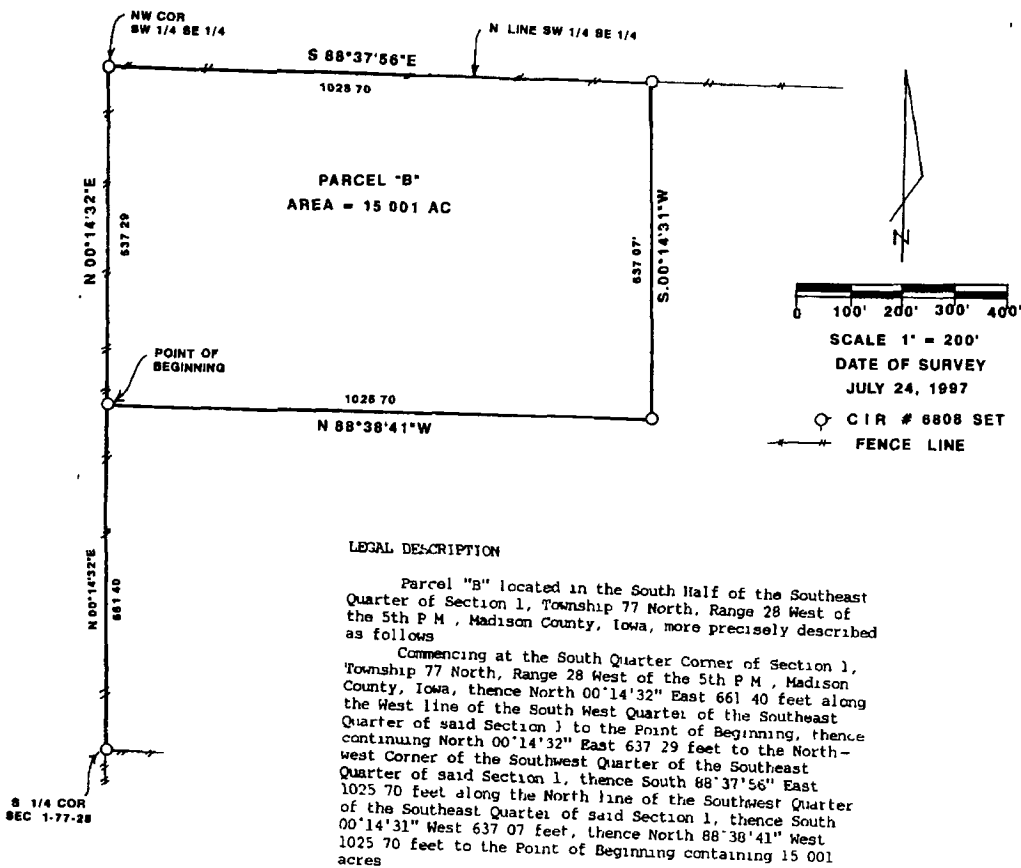 NW COR
SW 1/4 SE 1/4
N LINE SW 1/4 SE 1/4
S 88°37'56"E
1025 70
PARCEL "B"
AREA = 15 001 AC
N 00°14'32"E
637 29
637 07'
S.00°14'31"W
N
0 100' 200' 300' 400'
SCALE 1" = 200'
DATE OF SURVEY
JULY 24, 1997
C I R # 6808 SET
FENCE LINE
POINT OF
BEGINNING
1025 70
N 88°38'41"W
N 00°14'32"E
661 40
S 1/4 COR
SEC 1-77-28
LEGAL DESCRIPTION
Parcel "B" located in the South Half of the Southeast
Quarter of Section 1, Township 77 North, Range 28 West of
the 5th P M , Madison County, Iowa, more precisely described
as follows
Commencing at the South Quarter Corner of Section 1,
Township 77 North, Range 28 West of the 5th P M , Madison
County, Iowa, thence North 00°14'32" East 661 40 feet along
the West line of the South West Quarter of the Southeast
Quarter of said Section 1 to the Point of Beginning, thence
continuing North 00°14'32" East 637 29 feet to the North-
west Corner of the Southwest Quarter of the Southeast
Quarter of said Section 1, thence South 88°37'56" East
1025 70 feet along the North line of the Southwest Quarter
of the Southeast Quarter of said Section 1, thence South
00°14'31" West 637 07 feet, thence North 88°38'41" West
1025 70 feet to the Point of Beginning containing 15 001
acres